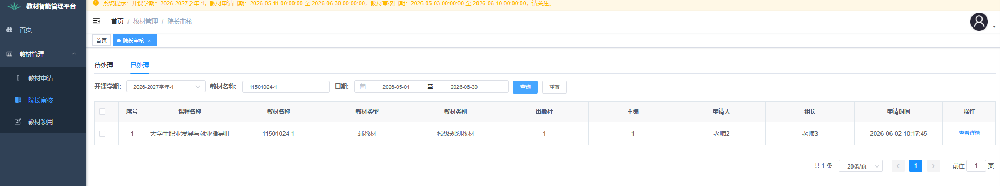 教材智能管理平台
系统提示：开课学期：2026-2027学年-1，教材申请日期：2026-05-11 00:00:00 至 2026-06-30 00:00:00，教材审核日期：2026-05-03 00:00:00 至 2026-06-10 00:00:00，请关注。
首页
教材管理
教材申请
院长审核
教材领用
首页 / 教材管理 / 院长审核
首页 院长审核 ×
待处理 已处理
开课学期: 2026-2027学年-1 教材名称: 11501024-1 日期: 2026-05-01 至 2026-06-30 查询 重置
序号 课程名称 教材名称 教材类型 教材类别 出版社 主编 申请人 组长 申请时间 操作
1 大学生职业发展与就业指导III 11501024-1 辅教材 校级规划教材 1 1 老师2 老师3 2026-06-02 10:17:45 查看详情
共 1 条 20条/页 1 前往 1 页